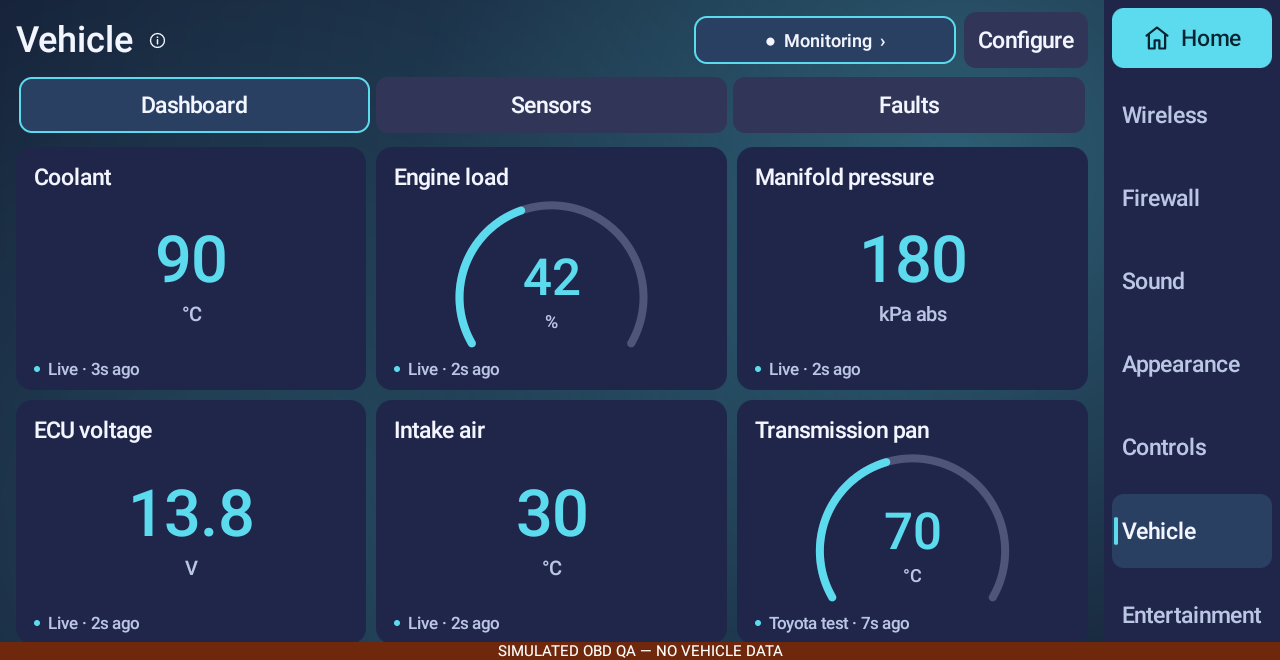 Vehicle
● Monitoring ›
Configure
Dashboard
Sensors
Faults
Coolant
90
°C
Live · 3s ago
Engine load
42
%
Live · 2s ago
Manifold pressure
180
kPa abs
Live · 2s ago
ECU voltage
13.8
V
Live · 2s ago
Intake air
30
°C
Live · 2s ago
Transmission pan
70
°C
Toyota test · 7s ago
Home
Wireless
Firewall
Sound
Appearance
Controls
Vehicle
Entertainment
SIMULATED OBD QA — NO VEHICLE DATA